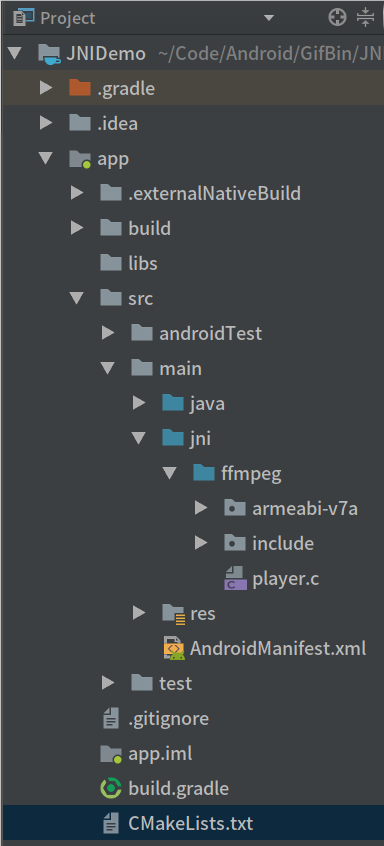 Project
JNIDemo ~/Code/Android/GifBin/JN
.gradle
.idea
app
.externalNativeBuild
build
libs
src
androidTest
main
java
jni
ffmpeg
armeabi-v7a
include
player.c
res
AndroidManifest.xml
test
.gitignore
app.iml
build.gradle
CMakeLists.txt